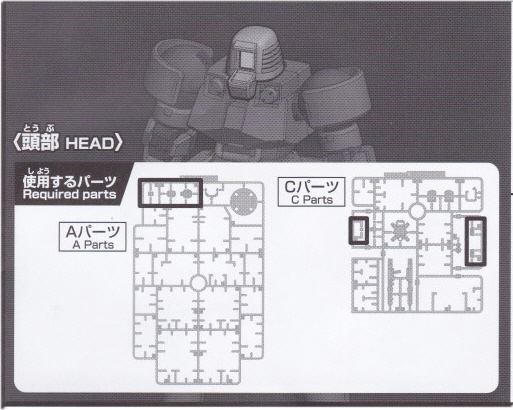 とうぶ
〈頭部 HEAD〉
しよう
使用するパーツ
Required parts
Aパーツ
A Parts
Cパーツ
C Parts